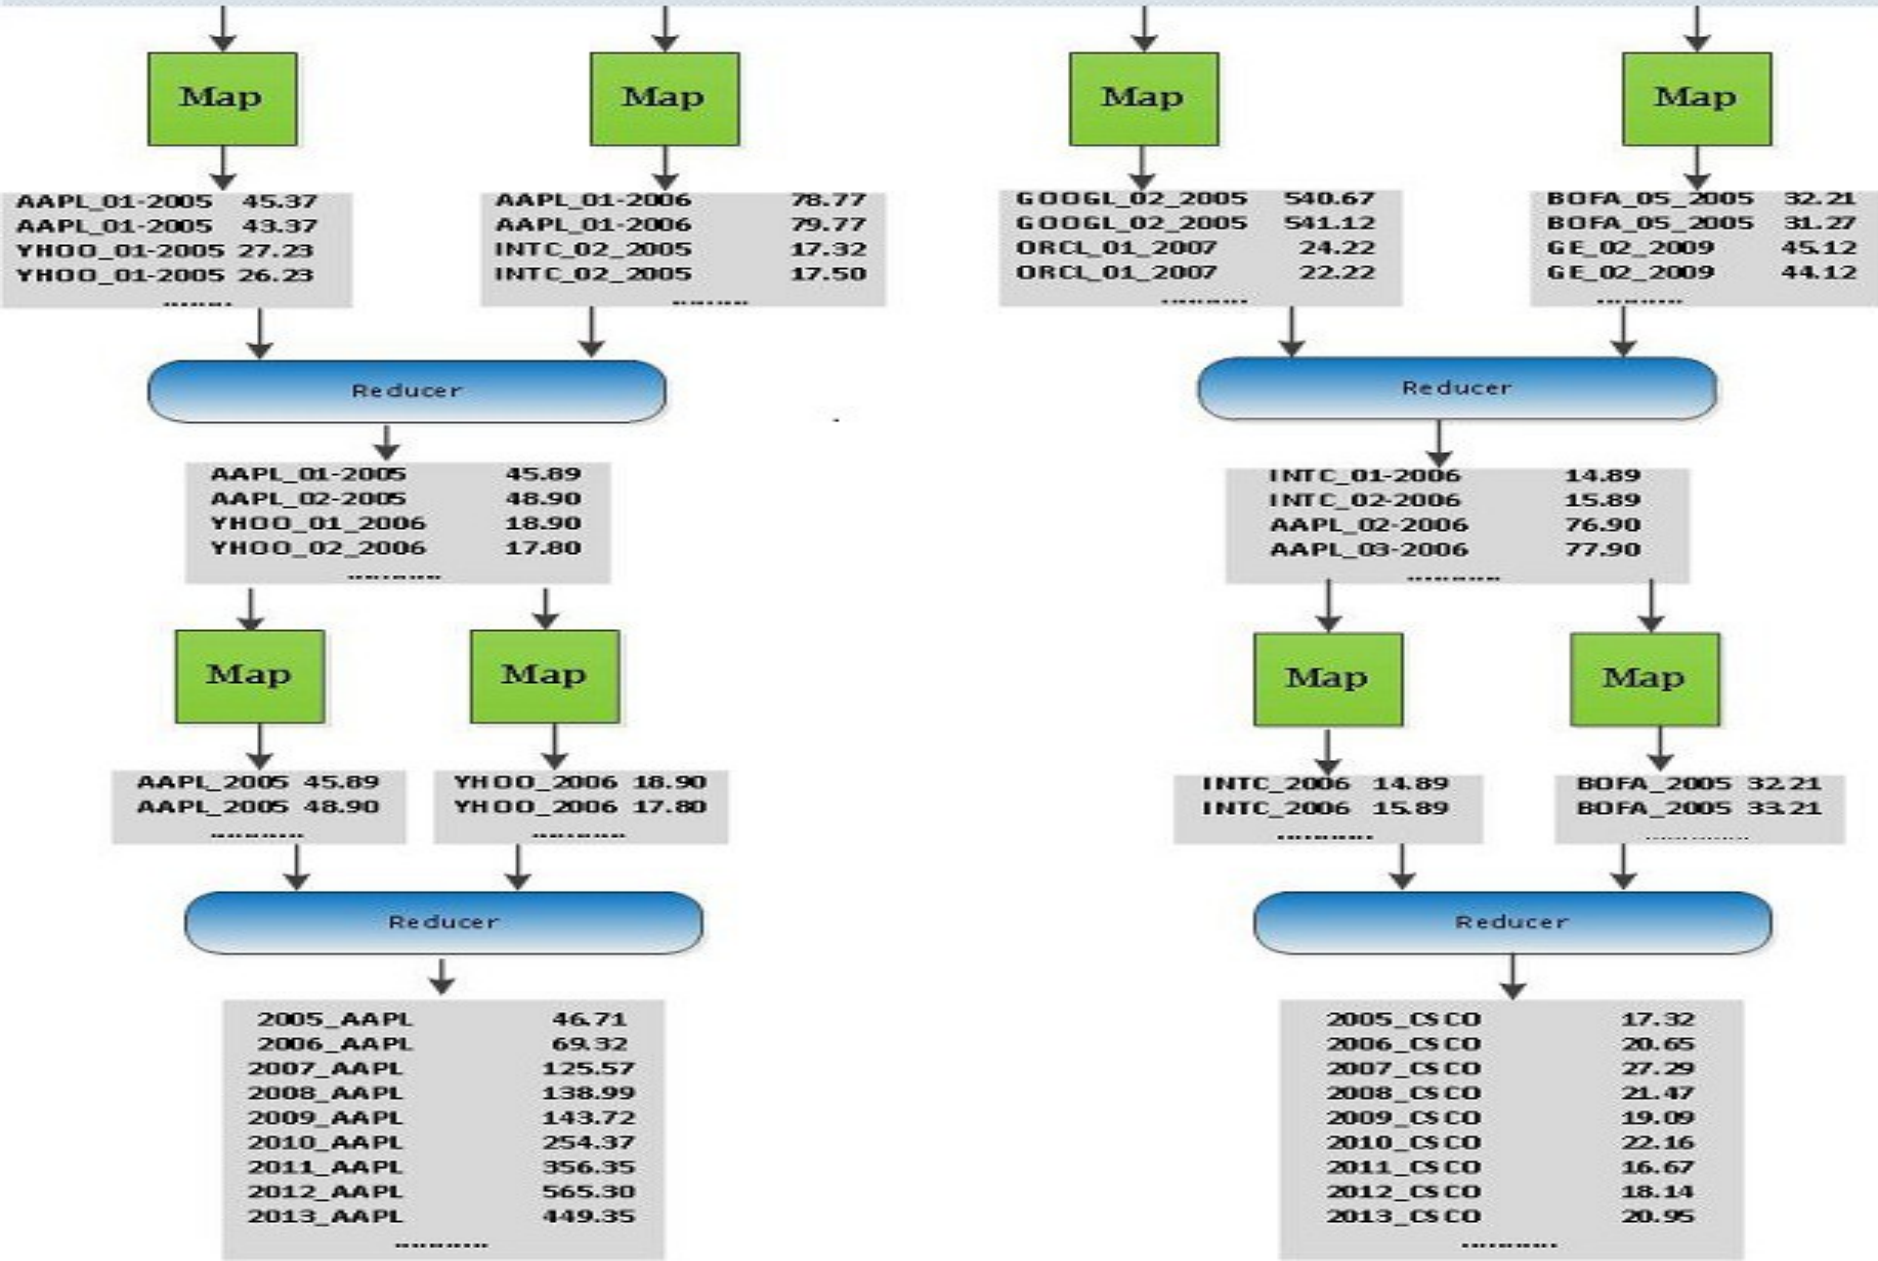 Map
Map
Map
Map
AAPL_01-2005 45.37
AAPL_01-2005 43.37
YHOO_01-2005 27.23
YHOO_01-2005 26.23
..........
AAPL_01-2006 78.77
AAPL_01-2006 79.77
INTC_02_2005 17.32
INTC_02_2005 17.50
...........
GOOGL_02_2005 540.67
GOOGL_02_2005 541.12
ORCL_01_2007 24.22
ORCL_01_2007 22.22
............
BOFA_05_2005 32.21
BOFA_05_2005 31.27
GE_02_2009 45.12
GE_02_2009 44.12
............
Reducer
Reducer
AAPL_01-2005 45.89
AAPL_02-2005 48.90
YHOO_01_2006 18.90
YHOO_02_2006 17.80
.............
INTC_01-2006 14.89
INTC_02-2006 15.89
AAPL_02-2006 76.90
AAPL_03-2006 77.90
.............
Map
Map
Map
Map
AAPL_2005 45.89
AAPL_2005 48.90
.............
YHOO_2006 18.90
YHOO_2006 17.80
.............
INTC_2006 14.89
INTC_2006 15.89
.............
BOFA_2005 32.21
BOFA_2005 33.21
..............
Reducer
Reducer
2005_AAPL 46.71
2006_AAPL 69.32
2007_AAPL 125.57
2008_AAPL 138.99
2009_AAPL 143.72
2010_AAPL 254.37
2011_AAPL 356.35
2012_AAPL 565.30
2013_AAPL 449.35
.............
2005_CSCO 17.32
2006_CSCO 20.65
2007_CSCO 27.29
2008_CSCO 21.47
2009_CSCO 19.09
2010_CSCO 22.16
2011_CSCO 16.67
2012_CSCO 18.14
2013_CSCO 20.95
.............